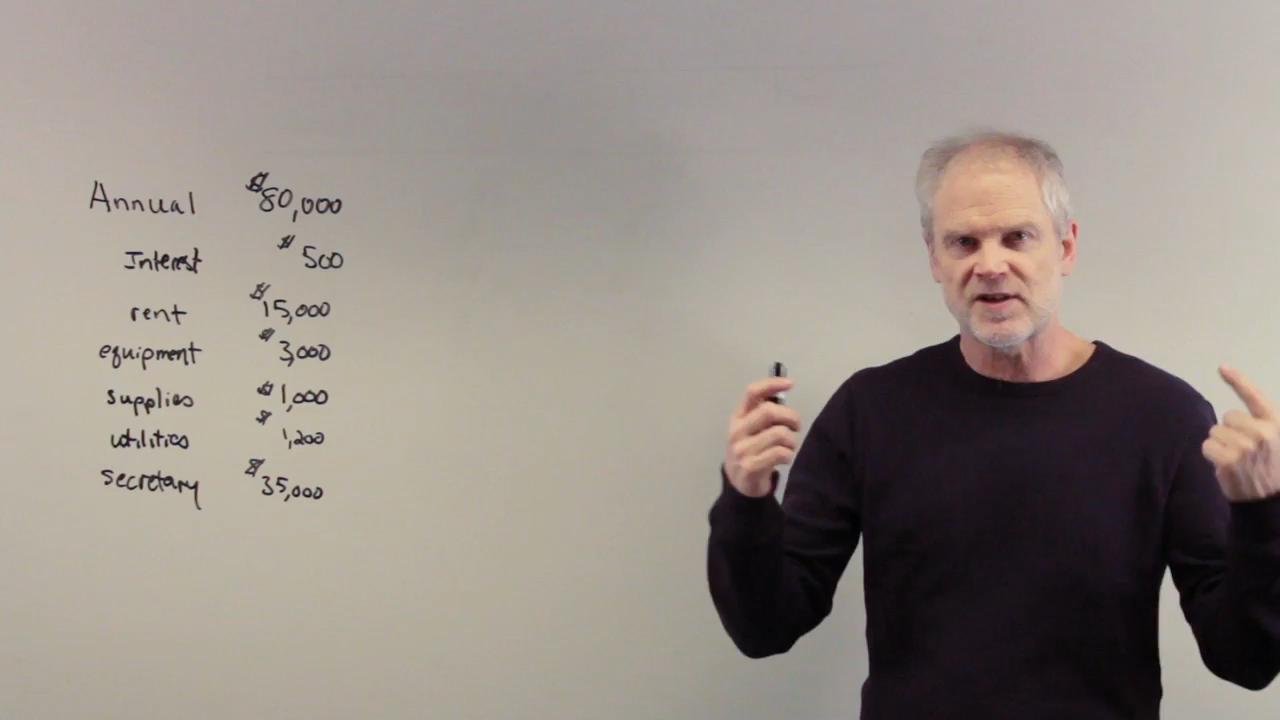 Annual $80,000
Interest $500
rent $15,000
equipment $3,000
supplies $1,000
utilities $1,200
secretary $35,000